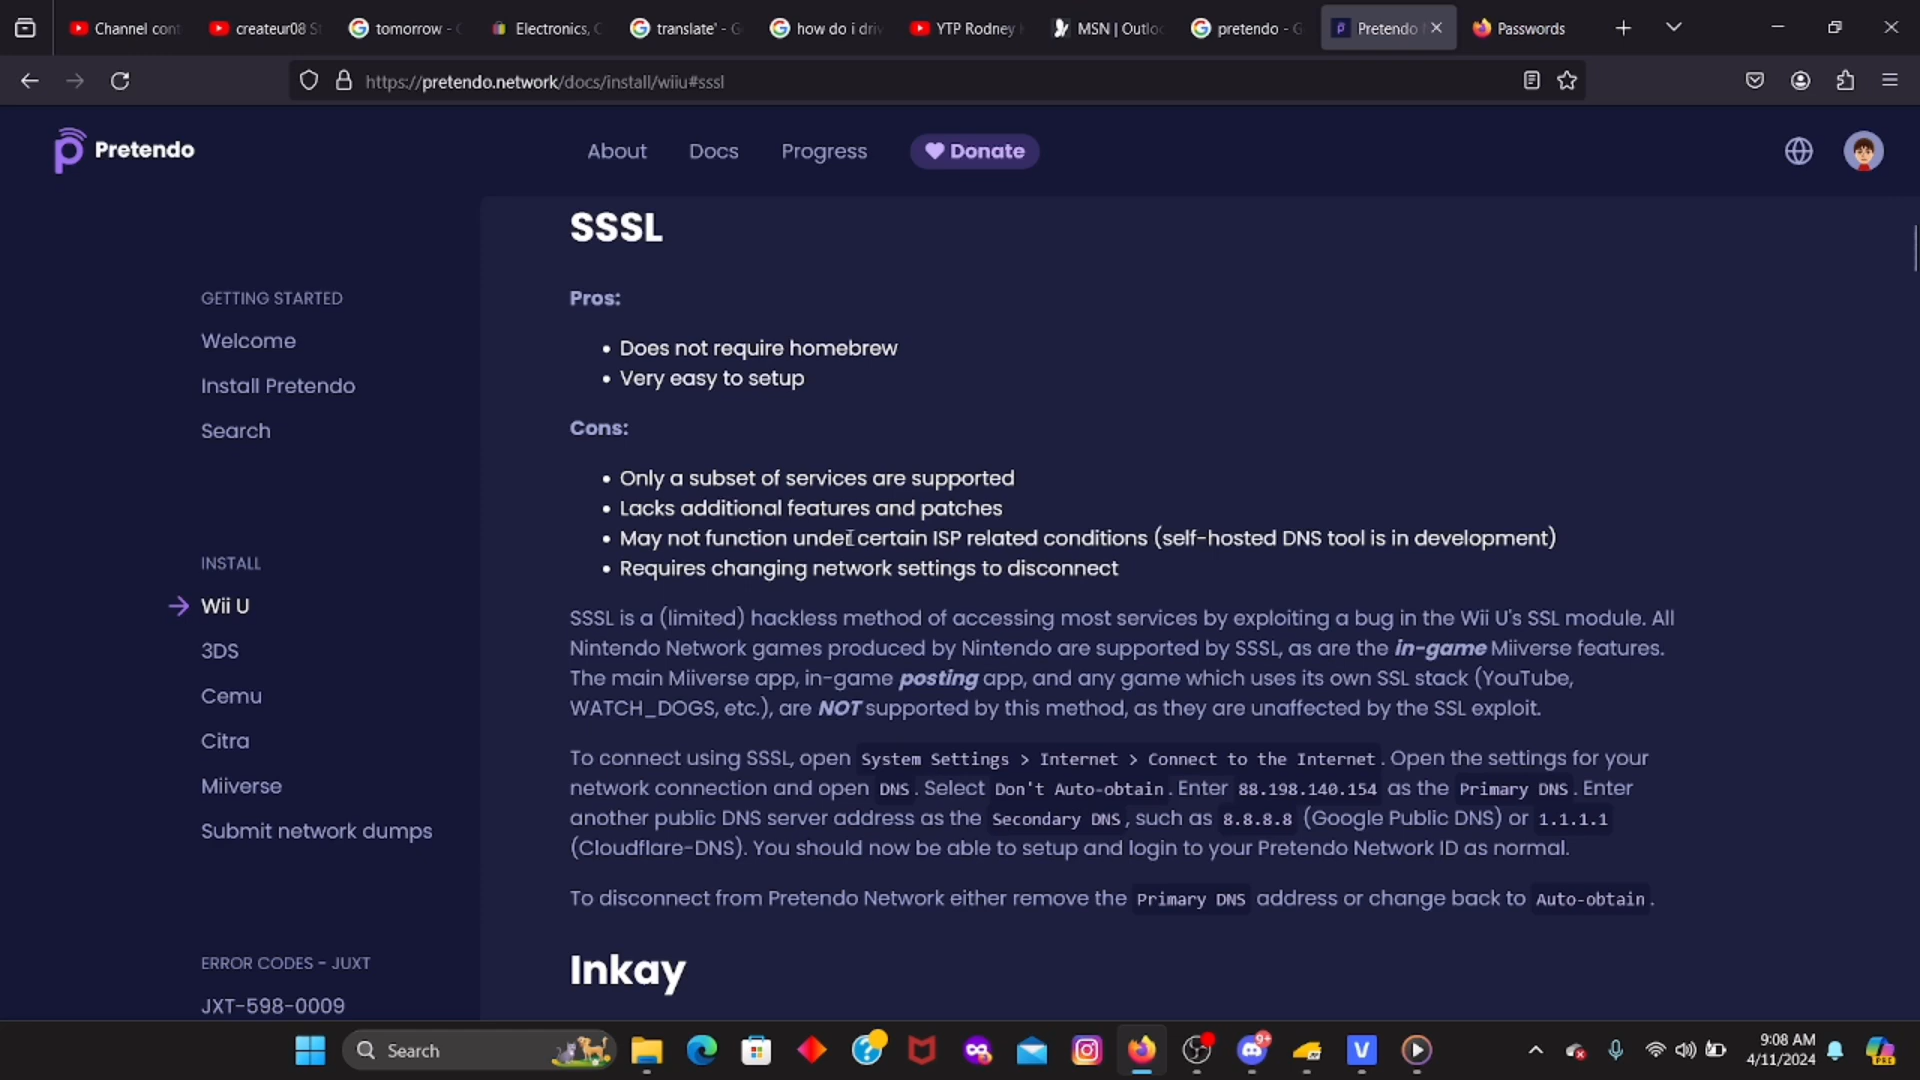 Channel cont
createur08 S
tomorrow - 
Electronics, C
translate' - G
how do i driv
YTP Rodney
MSN | Outlo
pretendo - G
Pretendo
Passwords
https://pretendo.network/docs/install/wiiu#sssl
Pretendo
About
Docs
Progress
Donate
SSSL
GETTING STARTED
Welcome
Install Pretendo
Search
INSTALL
Wii U
3DS
Cemu
Citra
Miiverse
Submit network dumps
ERROR CODES - JUXT
JXT-598-0009
Pros:
• Does not require homebrew
• Very easy to setup
Cons:
• Only a subset of services are supported
• Lacks additional features and patches
• May not function under certain ISP related conditions (self-hosted DNS tool is in development)
• Requires changing network settings to disconnect
SSSL is a (limited) hackless method of accessing most services by exploiting a bug in the Wii U's SSL module. All
Nintendo Network games produced by Nintendo are supported by SSSL, as are the in-game Miiverse features.
The main Miiverse app, in-game posting app, and any game which uses its own SSL stack (YouTube,
WATCH_DOGS, etc.), are NOT supported by this method, as they are unaffected by the SSL exploit.
To connect using SSSL, open System Settings > Internet > Connect to the Internet. Open the settings for your
network connection and open DNS. Select Don't Auto-obtain. Enter 88.198.140.154 as the Primary DNS. Enter
another public DNS server address as the Secondary DNS, such as 8.8.8.8 (Google Public DNS) or 1.1.1.1
(Cloudflare-DNS). You should now be able to setup and login to your Pretendo Network ID as normal.
To disconnect from Pretendo Network either remove the Primary DNS address or change back to Auto-obtain.
Inkay
Search
9+
V
9:08 AM
4/11/2024
PRE